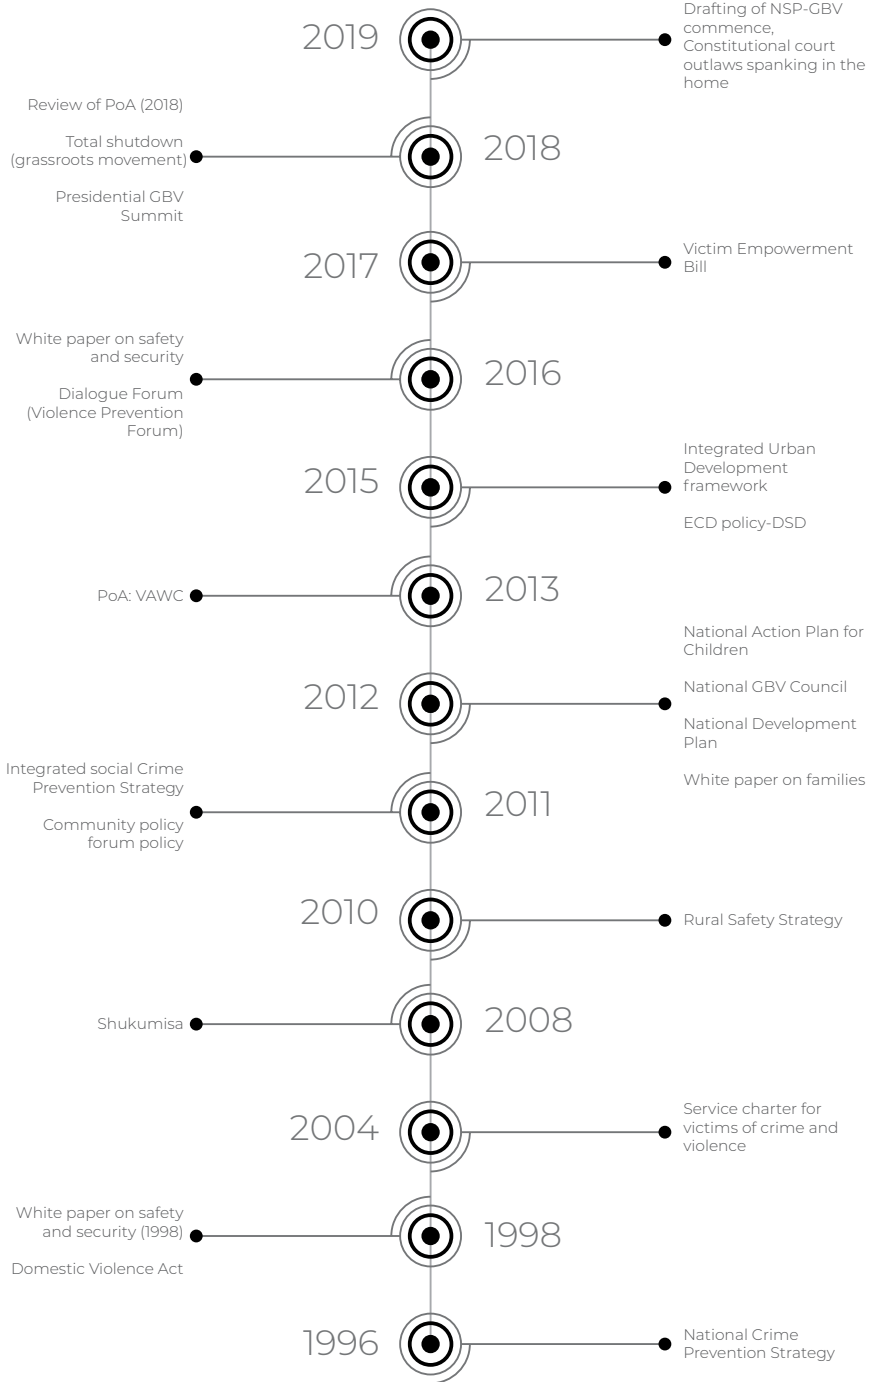 2019
Drafting of NSP-GBV
commence,
Constitutional court
outlaws spanking in the
home
Review of PoA (2018)
Total shutdown
(grassroots movement)
Presidential GBV
Summit
2018
2017
Victim Empowerment
Bill
White paper on safety
and security
Dialogue Forum
(Violence Prevention
Forum)
2016
2015
Integrated Urban
Development
framework
ECD policy-DSD
PoA: VAWC
2013
2012
National Action Plan for
Children
National GBV Council
National Development
Plan
White paper on families
Integrated social Crime
Prevention Strategy
Community policy
forum policy
2011
2010
Rural Safety Strategy
Shukumisa
2008
2004
Service charter for
victims of crime and
violence
White paper on safety
and security (1998)
Domestic Violence Act
1998
1996
National Crime
Prevention Strategy